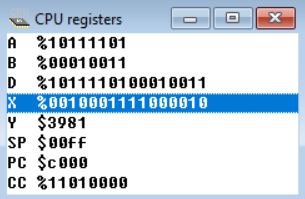 CPU registers
A %10111101
B %00010011
D %1011110100010011
X %0010001111000010
Y $3981
SP $00ff
PC $c000
CC %11010000